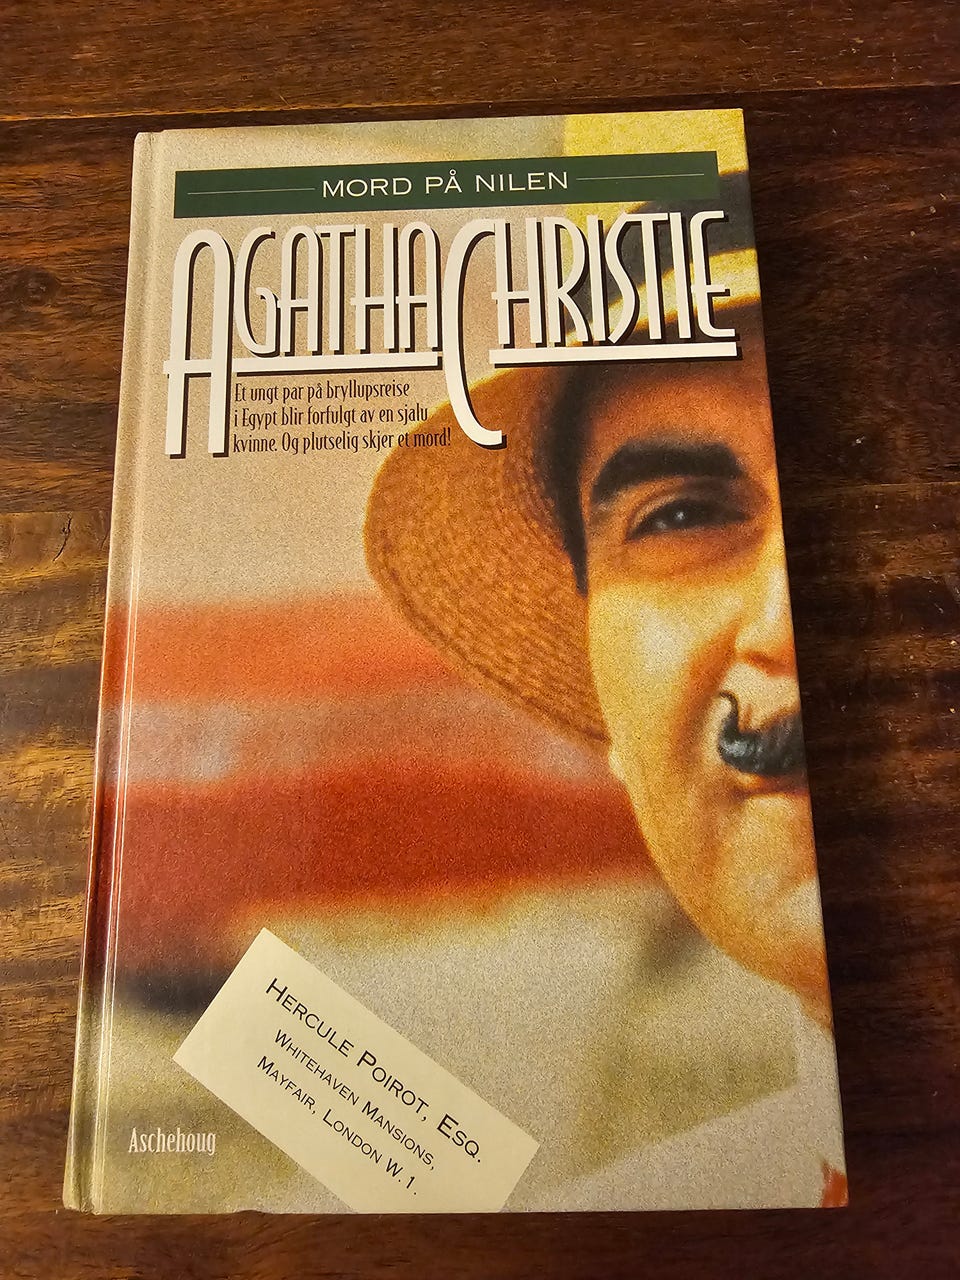 MORD PÅ NILEN
AGATHA CHRISTIE
Et ungt par på bryllupsreise
i Egypt blir forfulgt av en sjalu
kvinne. Og plutselig skjer et mord!
HERCULE POIROT, ESQ.
WHITEHAVEN MANSIONS,
MAYFAIR, LONDON W.1.
Aschehoug